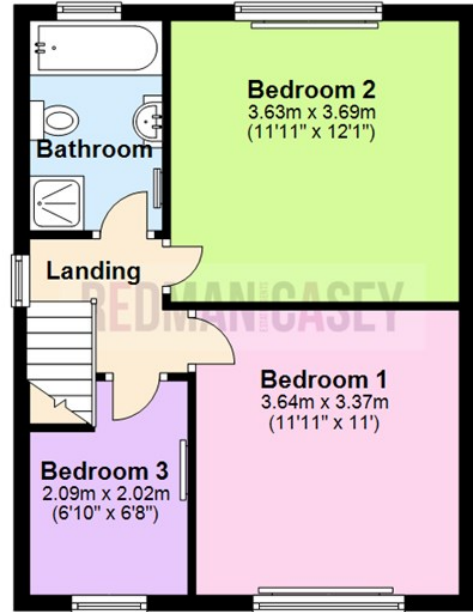 Bedroom 2
3.63m x 3.69m
(11'11" x 12'1")
Bathroom
Landing
REDMAN CASEY
Bedroom 1
3.64m x 3.37m
(11'11" x 11')
Bedroom 3
2.09m x 2.02m
(6'10" x 6'8")